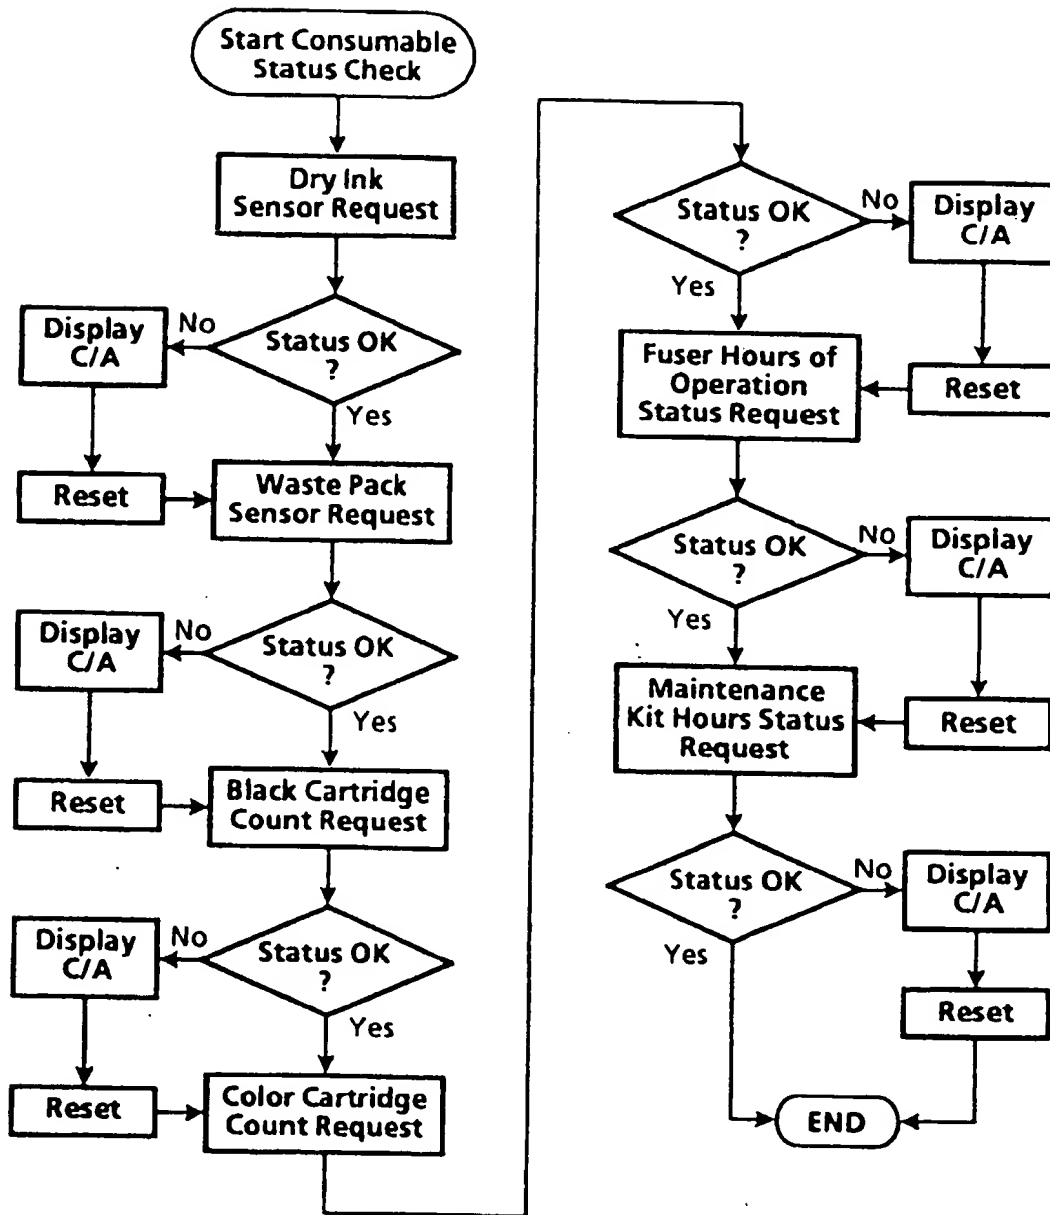 Start Consumable
Status Check
Dry Ink
Sensor Request
Status OK
?
No
Display
C/A
Yes
Reset
Waste Pack
Sensor Request
Status OK
?
No
Display
C/A
Yes
Reset
Black Cartridge
Count Request
Status OK
?
No
Display
C/A
Yes
Reset
Color Cartridge
Count Request
Status OK
?
No
Display
C/A
Yes
Reset
Fuser Hours of
Operation
Status Request
Status OK
?
No
Display
C/A
Yes
Reset
Maintenance
Kit Hours Status
Request
Status OK
?
No
Display
C/A
Yes
Reset
END